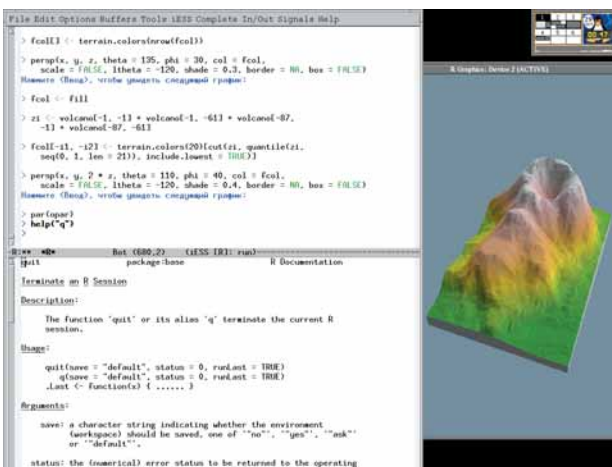 File Edit Options Buffers Tools iESS Complete In/Out Signals Help
> fcol[] <- terrain.colors(nrow(fcol))
> persp(x, y, z, theta = 135, phi = 30, col = fcol,
scale = FALSE, ltheta = -120, shade = 0.3, border = NA, box = FALSE)
Нажмите <Ввод>, чтобы увидеть следующий график:
> fcol <- fill
> zi <- volcano[-1, -1] + volcano[-1, -61] + volcano[-87,
-1] + volcano[-87, -61]
> fcol[-i1, -i2] <- terrain.colors(20)[cut(zi, quantile(zi,
seq(0, 1, len = 21)), include.lowest = TRUE)]
> persp(x, y, 2 * z, theta = 110, phi = 40, col = fcol,
scale = FALSE, ltheta = -120, shade = 0.4, border = NA, box = FALSE)
Нажмите <Ввод>, чтобы увидеть следующий график:
> par(opar)
> help("q")
>
*R* Bot (680,2) (iESS [R]: run)
quit package:base R Documentation
Terminate an R Session
Description:
The function 'quit' or its alias 'q' terminate the current R
session.
Usage:
quit(save = "default", status = 0, runLast = TRUE)
q(save = "default", status = 0, runLast = TRUE)
.Last <- function(x) { ...... }
Arguments:
save: a character string indicating whether the environment
(workspace) should be saved, one of '"no"', '"yes"', '"ask"'
or '"default"'.
status: the (numerical) error status to be returned to the operating
R Graphics: Device 2 (ACTIVE)